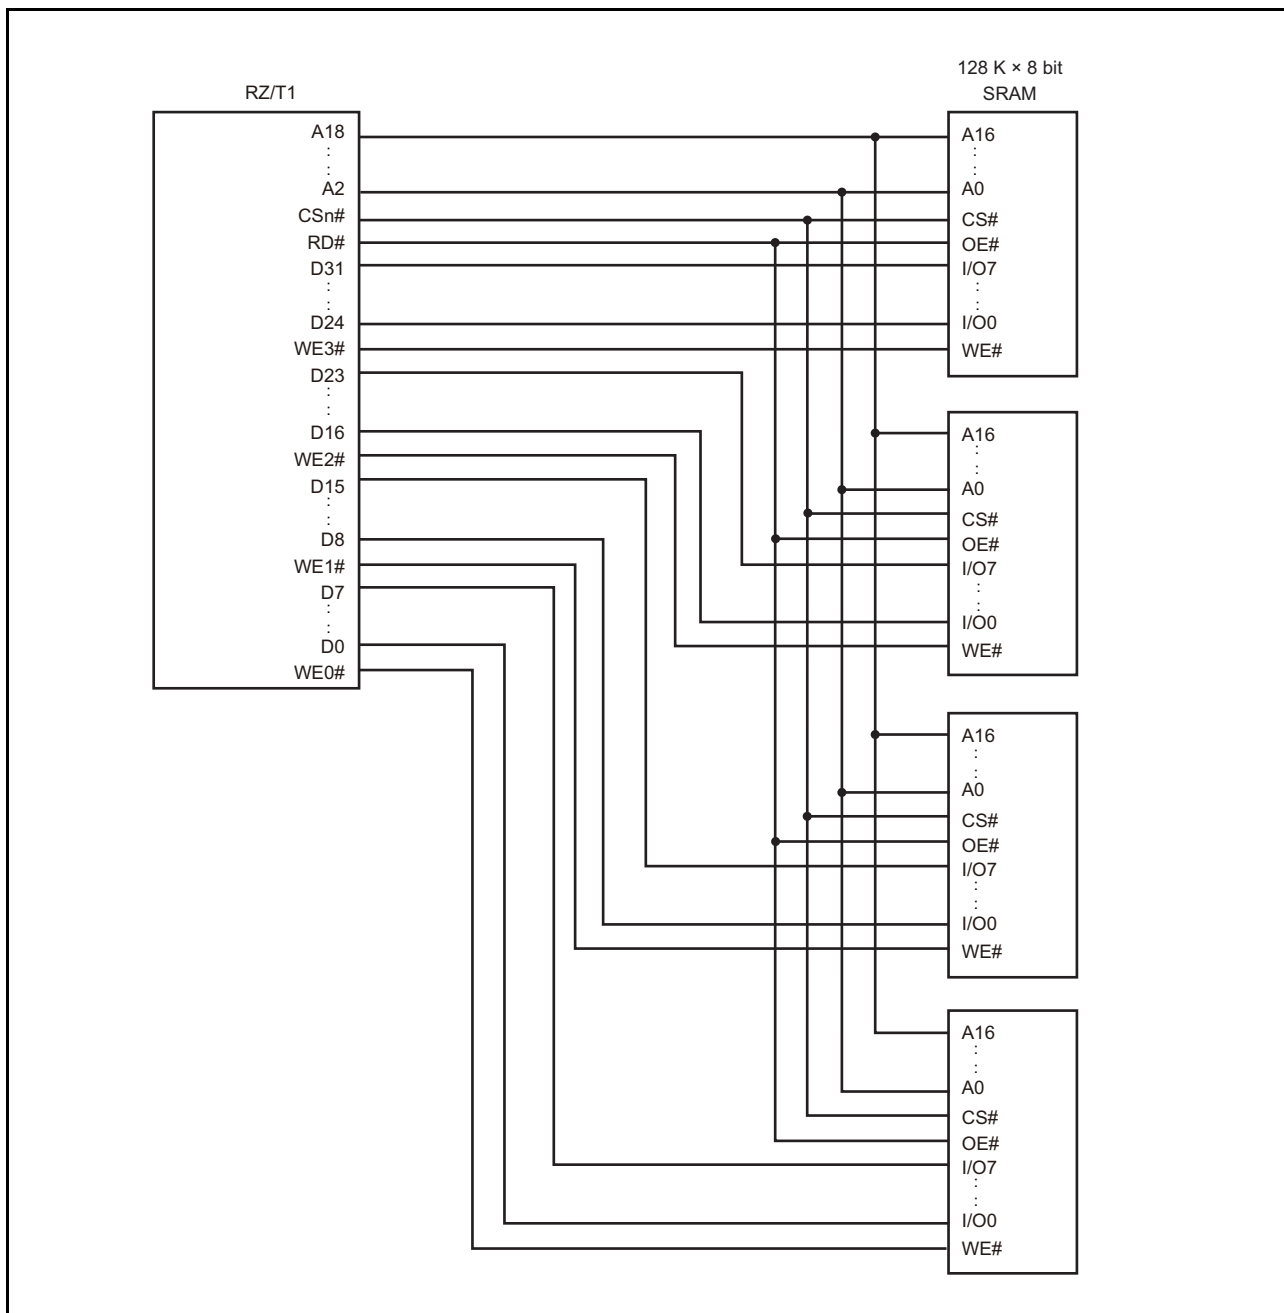 RZ/T1
A18
:
:
A2
CSn#
RD#
D31
:
:
D24
WE3#
D23
:
:
D16
WE2#
D15
:
:
D8
WE1#
D7
:
:
D0
WE0#
128 K × 8 bit
SRAM
A16
:
:
A0
CS#
OE#
I/O7
:
:
I/O0
WE#
A16
:
:
A0
CS#
OE#
I/O7
:
:
I/O0
WE#
A16
:
:
A0
CS#
OE#
I/O7
:
:
I/O0
WE#
A16
:
:
A0
CS#
OE#
I/O7
:
:
I/O0
WE#